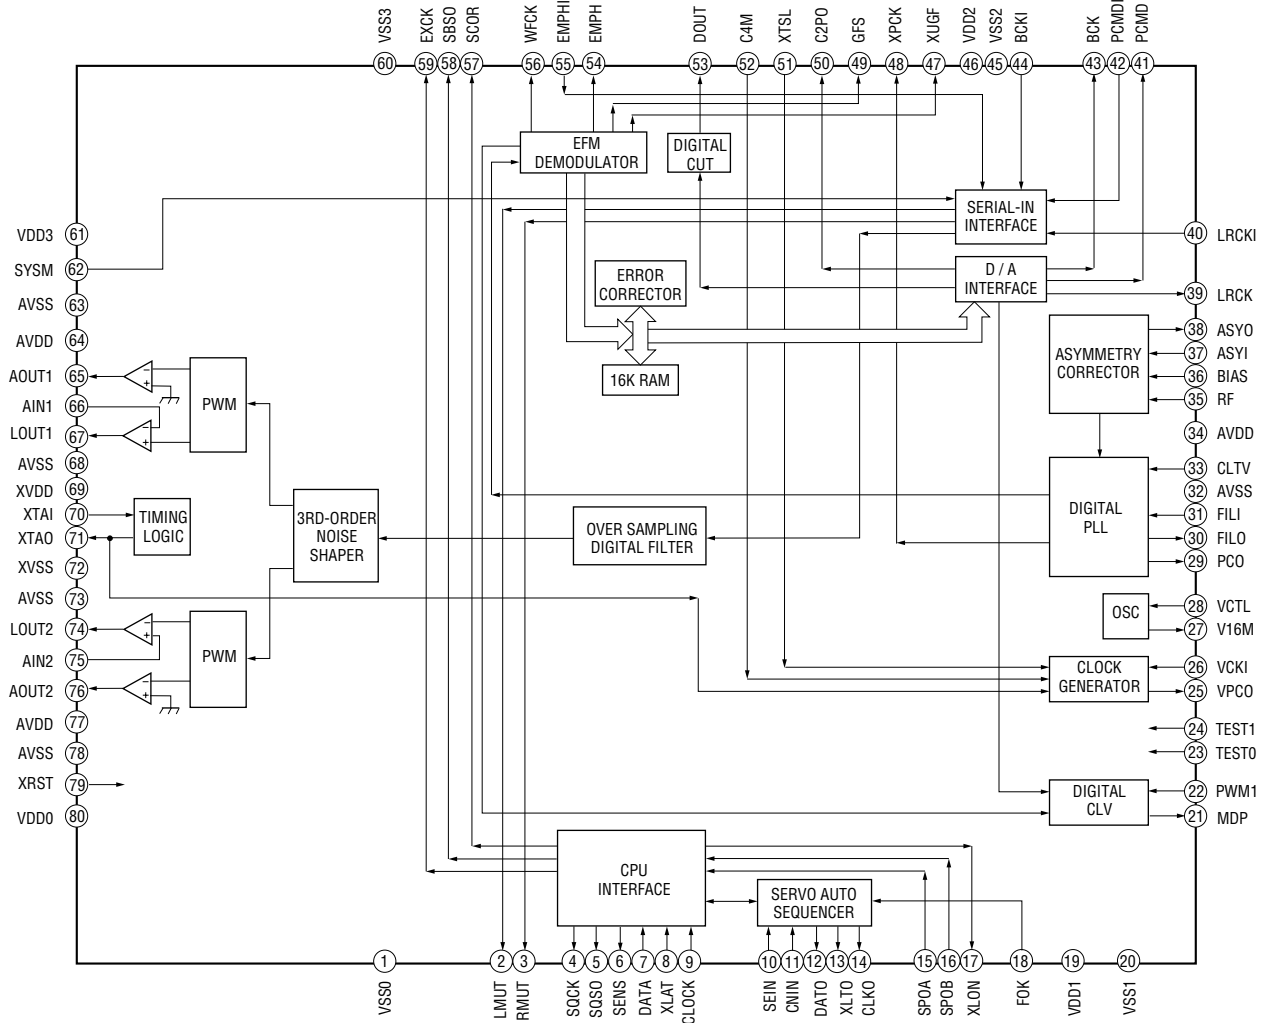 VSS3
EXCK
SBSO
SCOR
WFCK
EMPHI
EMPH
DOUT
C4M
XTSL
C2PO
GFS
XPCK
XUGF
VDD2
VSS2
BCKI
BCK
PCMDI
PCMD
60
59
58
57
56
55
54
53
52
51
50
49
48
47
46
45
44
43
42
41
EFM
DEMODULATOR
DIGITAL
CUT
SERIAL-IN
INTERFACE
D / A
INTERFACE
ERROR
CORRECTOR
16K RAM
ASYMMETRY
CORRECTOR
DIGITAL
PLL
PWM
TIMING
LOGIC
3RD-ORDER
NOISE
SHAPER
OVER SAMPLING
DIGITAL FILTER
PWM
OSC
CLOCK
GENERATOR
DIGITAL
CLV
CPU
INTERFACE
SERVO AUTO
SEQUENCER
VDD3 61
SYSM 62
AVSS 63
AVDD 64
AOUT1 65
AIN1 66
LOUT1 67
AVSS 68
XVDD 69
XTAI 70
XTAO 71
XVSS 72
AVSS 73
LOUT2 74
AIN2 75
AOUT2 76
AVDD 77
AVSS 78
XRST 79
VDD0 80
− +
− +
− +
− +
40 LRCKI
39 LRCK
38 ASYO
37 ASYI
36 BIAS
35 RF
34 AVDD
33 CLTV
32 AVSS
31 FILI
30 FILO
29 PCO
28 VCTL
27 V16M
26 VCKI
25 VPCO
24 TEST1
23 TEST0
22 PWM1
21 MDP
1
2
3
4
5
6
7
8
9
10
11
12
13
14
15
16
17
18
19
20
VSS0
LMUT
RMUT
SQCK
SQSO
SENS
DATA
XLAT
CLOCK
SEIN
CNIN
DATO
XLTO
CLKO
SPOA
SPOB
XLON
FOK
VDD1
VSS1